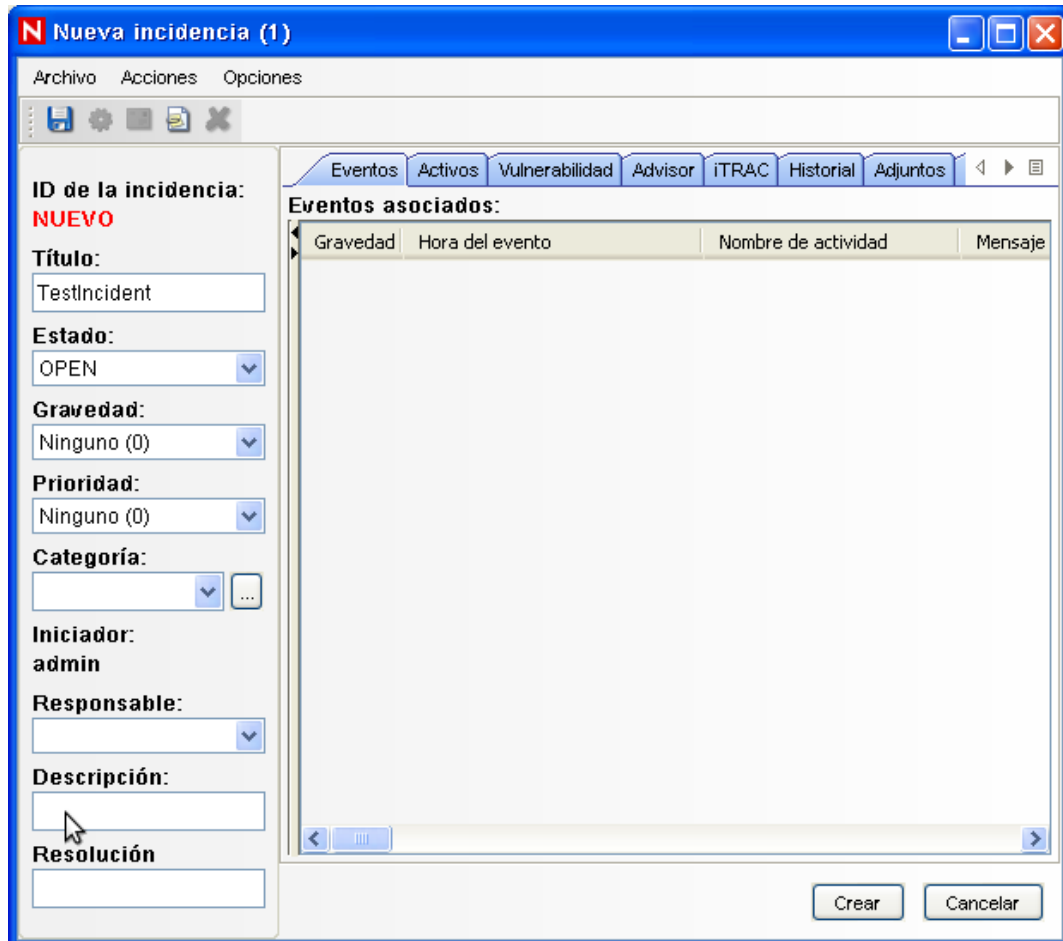 N Nueva incidencia (1)
Archivo Acciones Opciones
ID de la incidencia:
NUEVO
Título:
TestIncident
Estado:
OPEN
Gravedad:
Ninguno (0)
Prioridad:
Ninguno (0)
Categoría:
...
Iniciador:
admin
Responsable:
Descripción:
Resolución
Eventos Activos Vulnerabilidad Advisor iTRAC Historial Adjuntos
Eventos asociados:
Gravedad Hora del evento Nombre de actividad Mensaje
Crear Cancelar